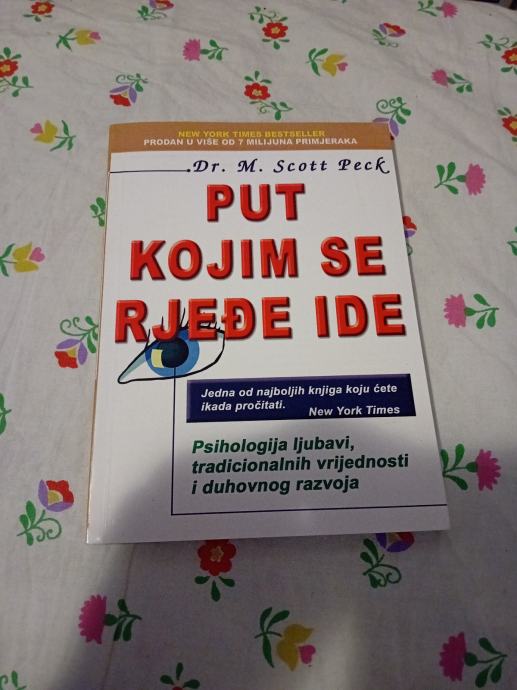 NEW YORK TIMES BESTSELLER
PRODAN U VIŠE OD 7 MILIJUNA PRIMJERAKA
Dr. M. Scott Peck
PUT
KOJIM SE
RJEĐE IDE
Jedna od najboljih knjiga koju ćete
ikada pročitati.
New York Times
Psihologija ljubavi,
tradicionalnih vrijednosti
i duhovnog razvoja